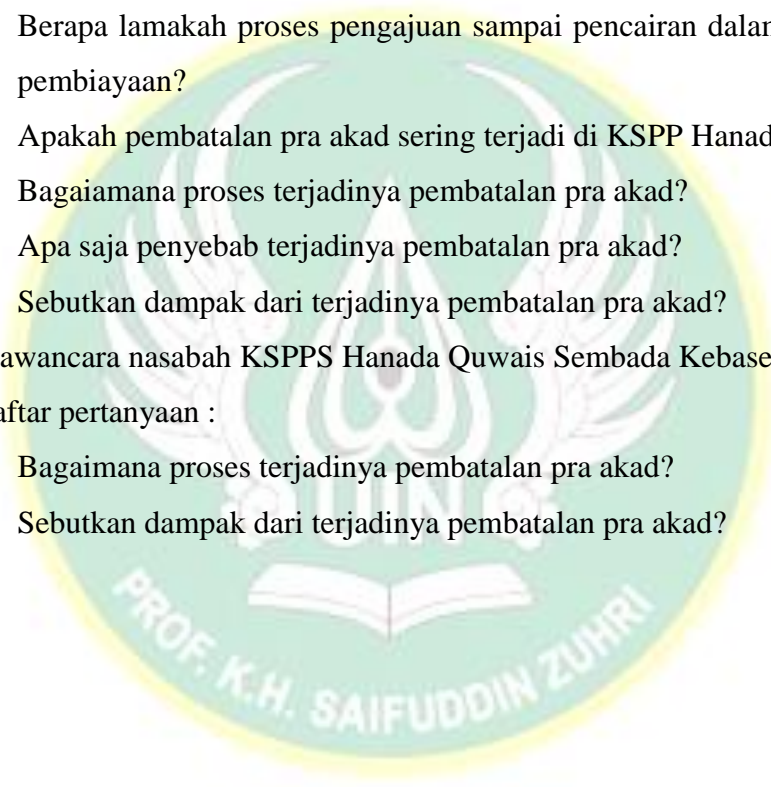 Berapa lamakah proses pengajuan sampai pencairan dalam
pembiayaan?
Apakah pembatalan pra akad sering terjadi di KSPP Hanad
Bagaiamana proses terjadinya pembatalan pra akad?
Apa saja penyebab terjadinya pembatalan pra akad?
Sebutkan dampak dari terjadinya pembatalan pra akad?
awancara nasabah KSPPS Hanada Quwais Sembada Kebase
aftar pertanyaan :
Bagaimana proses terjadinya pembatalan pra akad?
Sebutkan dampak dari terjadinya pembatalan pra akad?
UIN
PROF. K.H. SAIFUDDIN ZUHRI